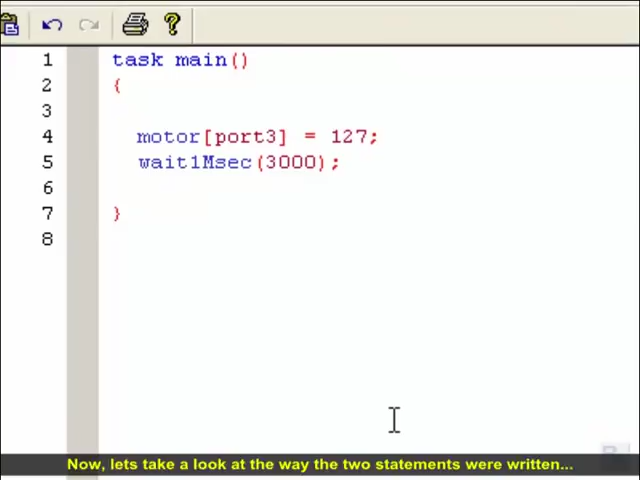 1 task main()
2 {
3
4 motor[port3] = 127;
5 wait1Msec(3000);
6
7 }
8
Now, lets take a look at the way the two statements were written...